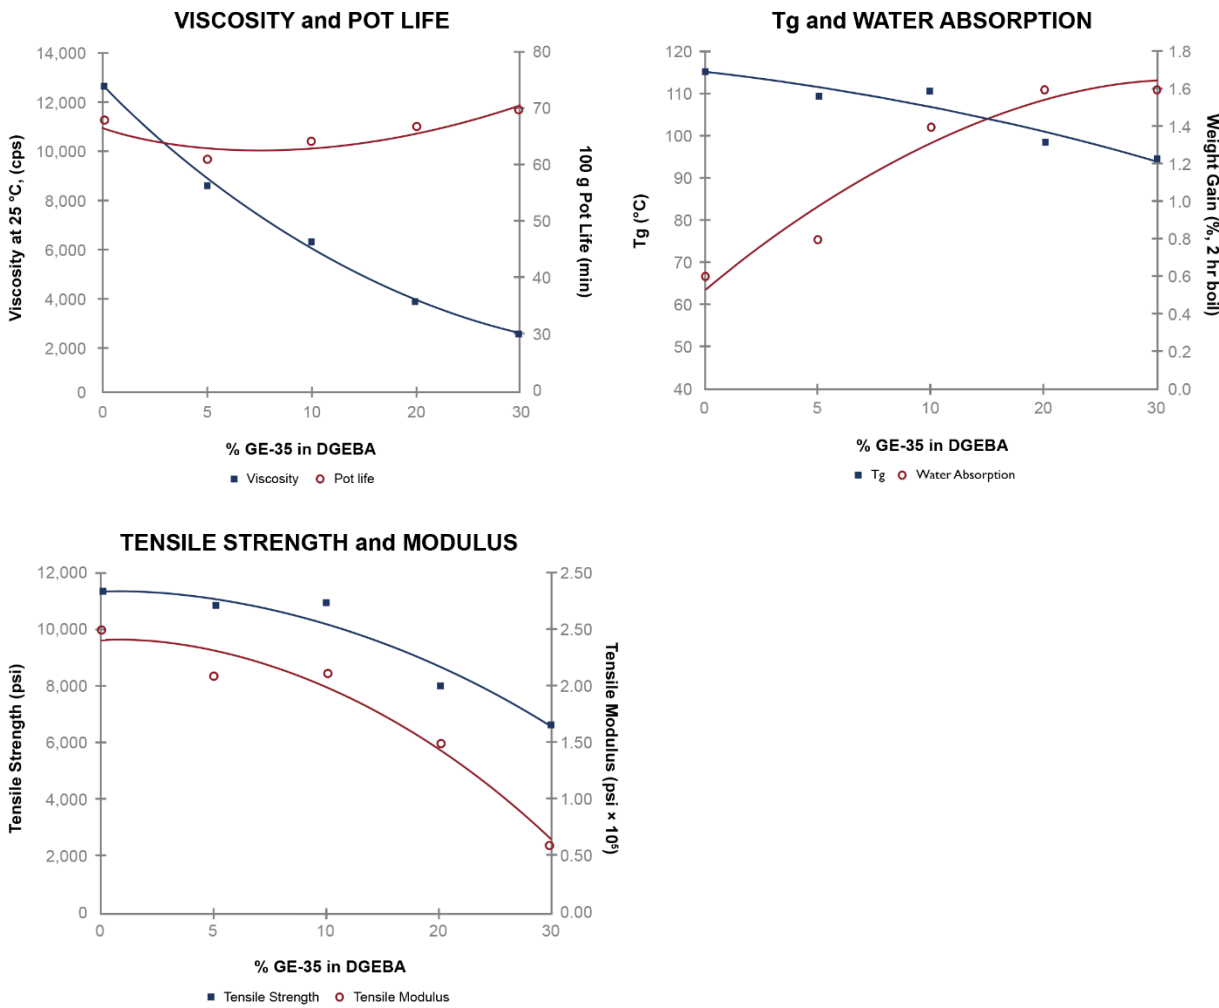 VISCOSITY and POT LIFE
14,000
12,000
10,000
8,000
6,000
4,000
2,000
0
Viscosity at 25 °C, (cps)
80
70
60
50
40
30
0
100 g Pot Life (min)
0 5 10 20 30
% GE-35 in DGEBA
Viscosity Pot life
Tg and WATER ABSORPTION
120
110
100
90
80
70
60
50
40
Tg (°C)
1.8
1.6
1.4
1.2
1.0
0.8
0.6
0.4
0.2
0.0
Weight Gain (%, 2 hr boil)
0 5 10 20 30
% GE-35 in DGEBA
Tg Water Absorption
TENSILE STRENGTH and MODULUS
12,000
10,000
8,000
6,000
4,000
2,000
0
Tensile Strength (psi)
2.50
2.50
2.00
1.50
1.00
0.50
0.00
Tensile Modulus (psi × 10⁵)
0 5 10 20 30
% GE-35 in DGEBA
Tensile Strength Tensile Modulus